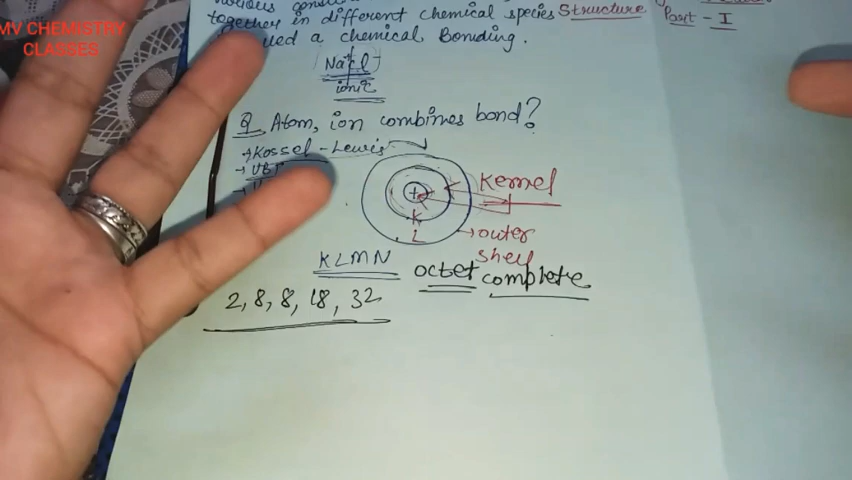 together in different chemical species Structure
Part - I
a chemical Bonding.
MV CHEMISTRY
CLASSES
NaCl
ionic
Q Atom, ion combines bond?
→ Kossel - Lewis
→ VBT
Kernel
+
K
L
→ outer
shell
KLMN
octet complete
2, 8, 8, 18, 32